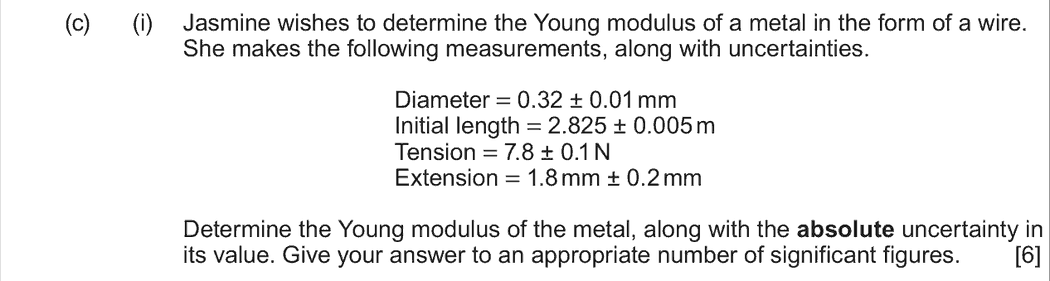 (c) (i) Jasmine wishes to determine the Young modulus of a metal in the form of a wire.
She makes the following measurements, along with uncertainties.
Diameter = 0.32 ± 0.01 mm
Initial length = 2.825 ± 0.005 m
Tension = 7.8 ± 0.1 N
Extension = 1.8 mm ± 0.2 mm
Determine the Young modulus of the metal, along with the absolute uncertainty in
its value. Give your answer to an appropriate number of significant figures. [6]